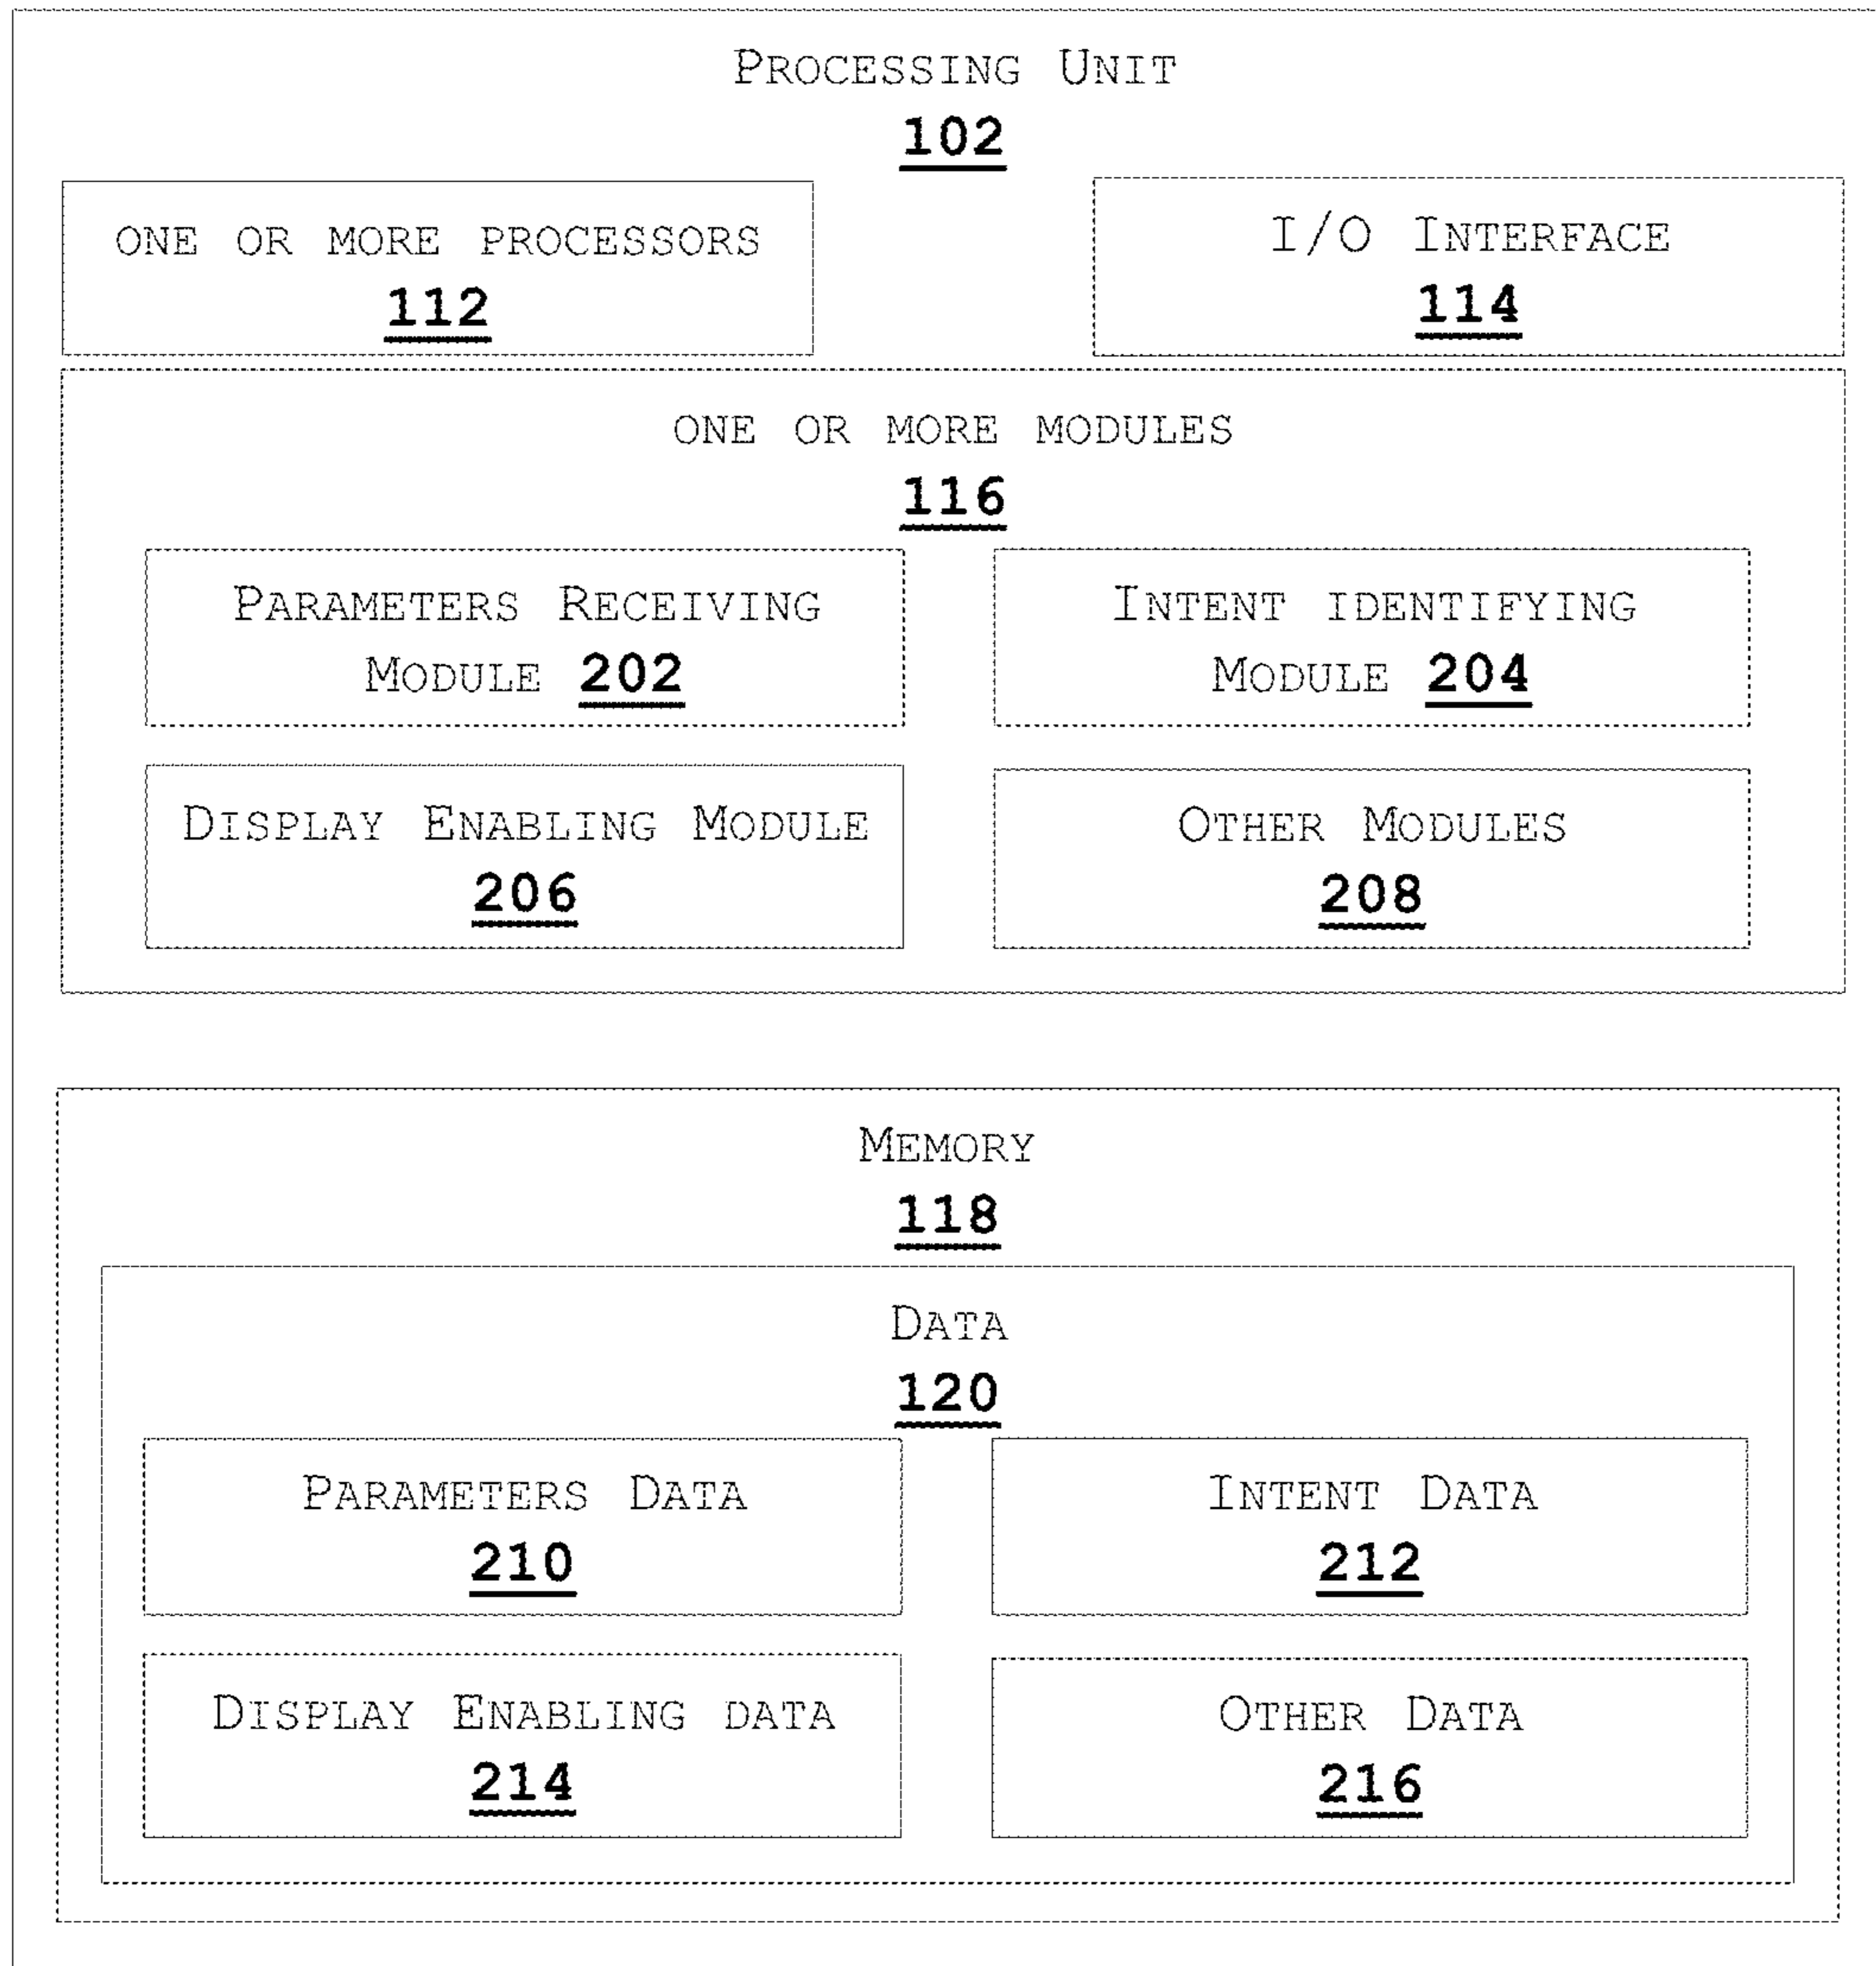 PROCESSING UNIT
102
ONE OR MORE PROCESSORS
112
I/O INTERFACE
114
ONE OR MORE MODULES
116
PARAMETERS RECEIVING
MODULE 202
INTENT IDENTIFYING
MODULE 204
DISPLAY ENABLING MODULE
206
OTHER MODULES
208
MEMORY
118
DATA
120
PARAMETERS DATA
210
INTENT DATA
212
DISPLAY ENABLING DATA
214
OTHER DATA
216